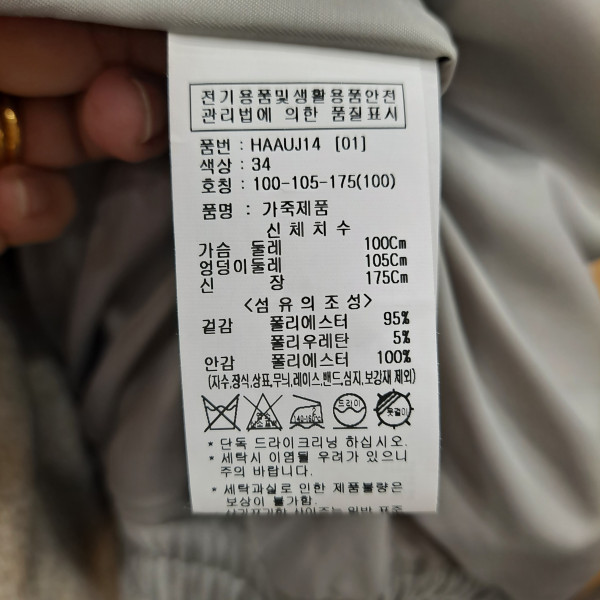 전기용품및생활용품안전
관리법에 의한 품질표시
품번 : HAAUJ14 [01]
색상 : 34
호칭 : 100-105-175(100)
품명 : 가죽제품
신체치수
가슴 둘레 100Cm
엉덩이둘레 105Cm
신 장 175Cm
<섬유의조성>
겉감 폴리에스터 95%
폴리우레탄 5%
안감 폴리에스터 100%
(자수,장식,상표,무늬,레이스,밴드,심지,보강재 제외)
드라이 옷걸이
* 단독 드라이크리닝 하십시오.
* 세탁시 이염될 우려가 있으니
주의 바랍니다.
* 세탁과실로 인한 제품불량은
보상이 불가함.